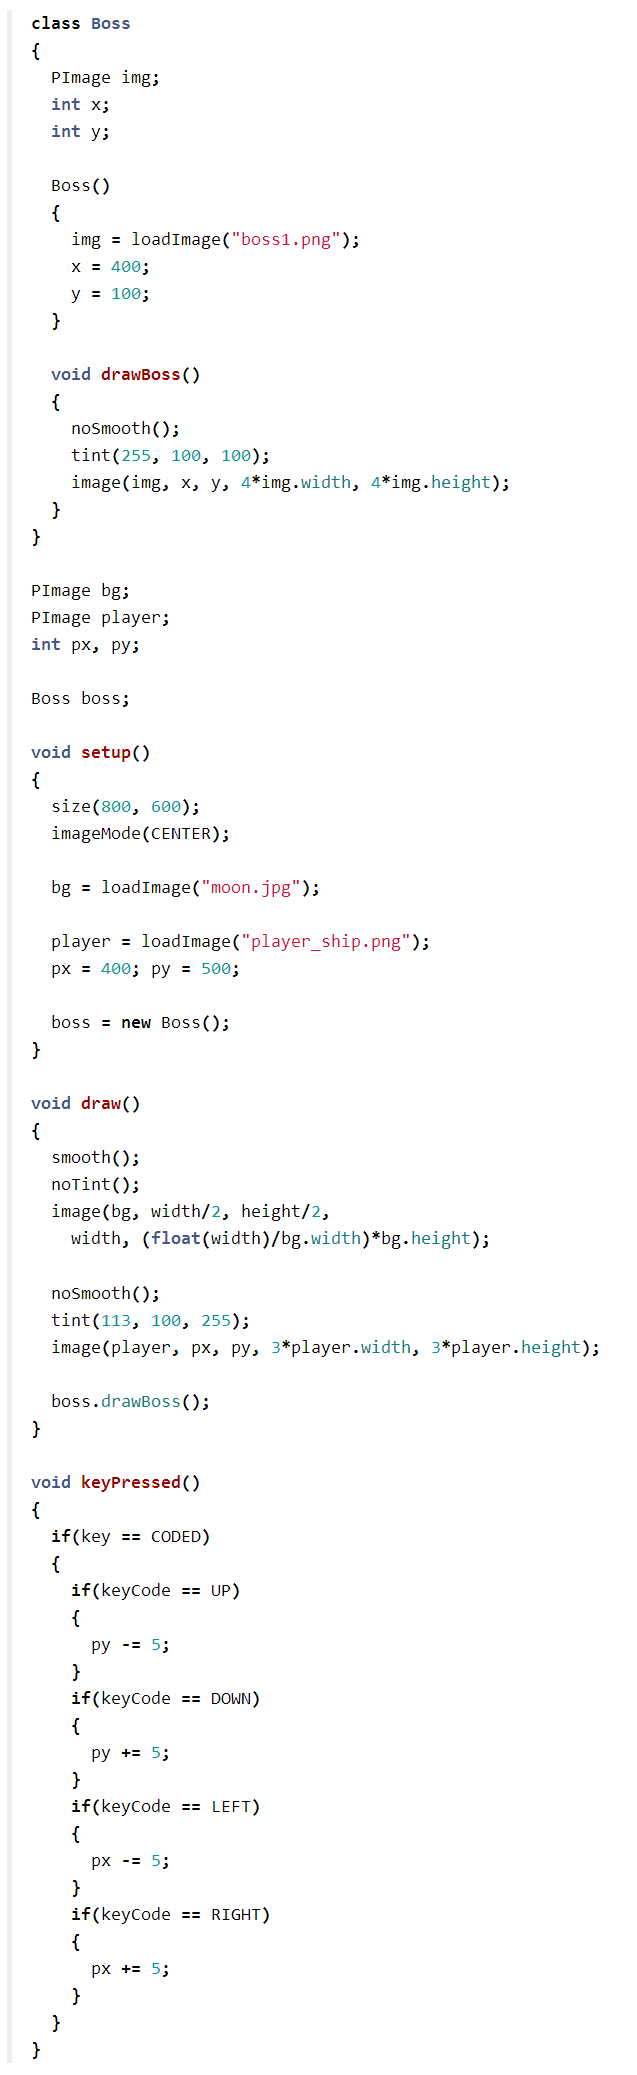 class Boss
{
  PImage img;
  int x;
  int y;

  Boss()
  {
    img = loadImage("boss1.png");
    x = 400;
    y = 100;
  }

  void drawBoss()
  {
    noSmooth();
    tint(255, 100, 100);
    image(img, x, y, 4*img.width, 4*img.height);
  }
}

PImage bg;
PImage player;
int px, py;

Boss boss;

void setup()
{
  size(800, 600);
  imageMode(CENTER);

  bg = loadImage("moon.jpg");

  player = loadImage("player_ship.png");
  px = 400; py = 500;

  boss = new Boss();
}

void draw()
{
  smooth();
  noTint();
  image(bg, width/2, height/2,
    width, (float(width)/bg.width)*bg.height);

  noSmooth();
  tint(113, 100, 255);
  image(player, px, py, 3*player.width, 3*player.height);

  boss.drawBoss();
}

void keyPressed()
{
  if(key == CODED)
  {
    if(keyCode == UP)
    {
      py -= 5;
    }
    if(keyCode == DOWN)
    {
      py += 5;
    }
    if(keyCode == LEFT)
    {
      px -= 5;
    }
    if(keyCode == RIGHT)
    {
      px += 5;
    }
  }
}